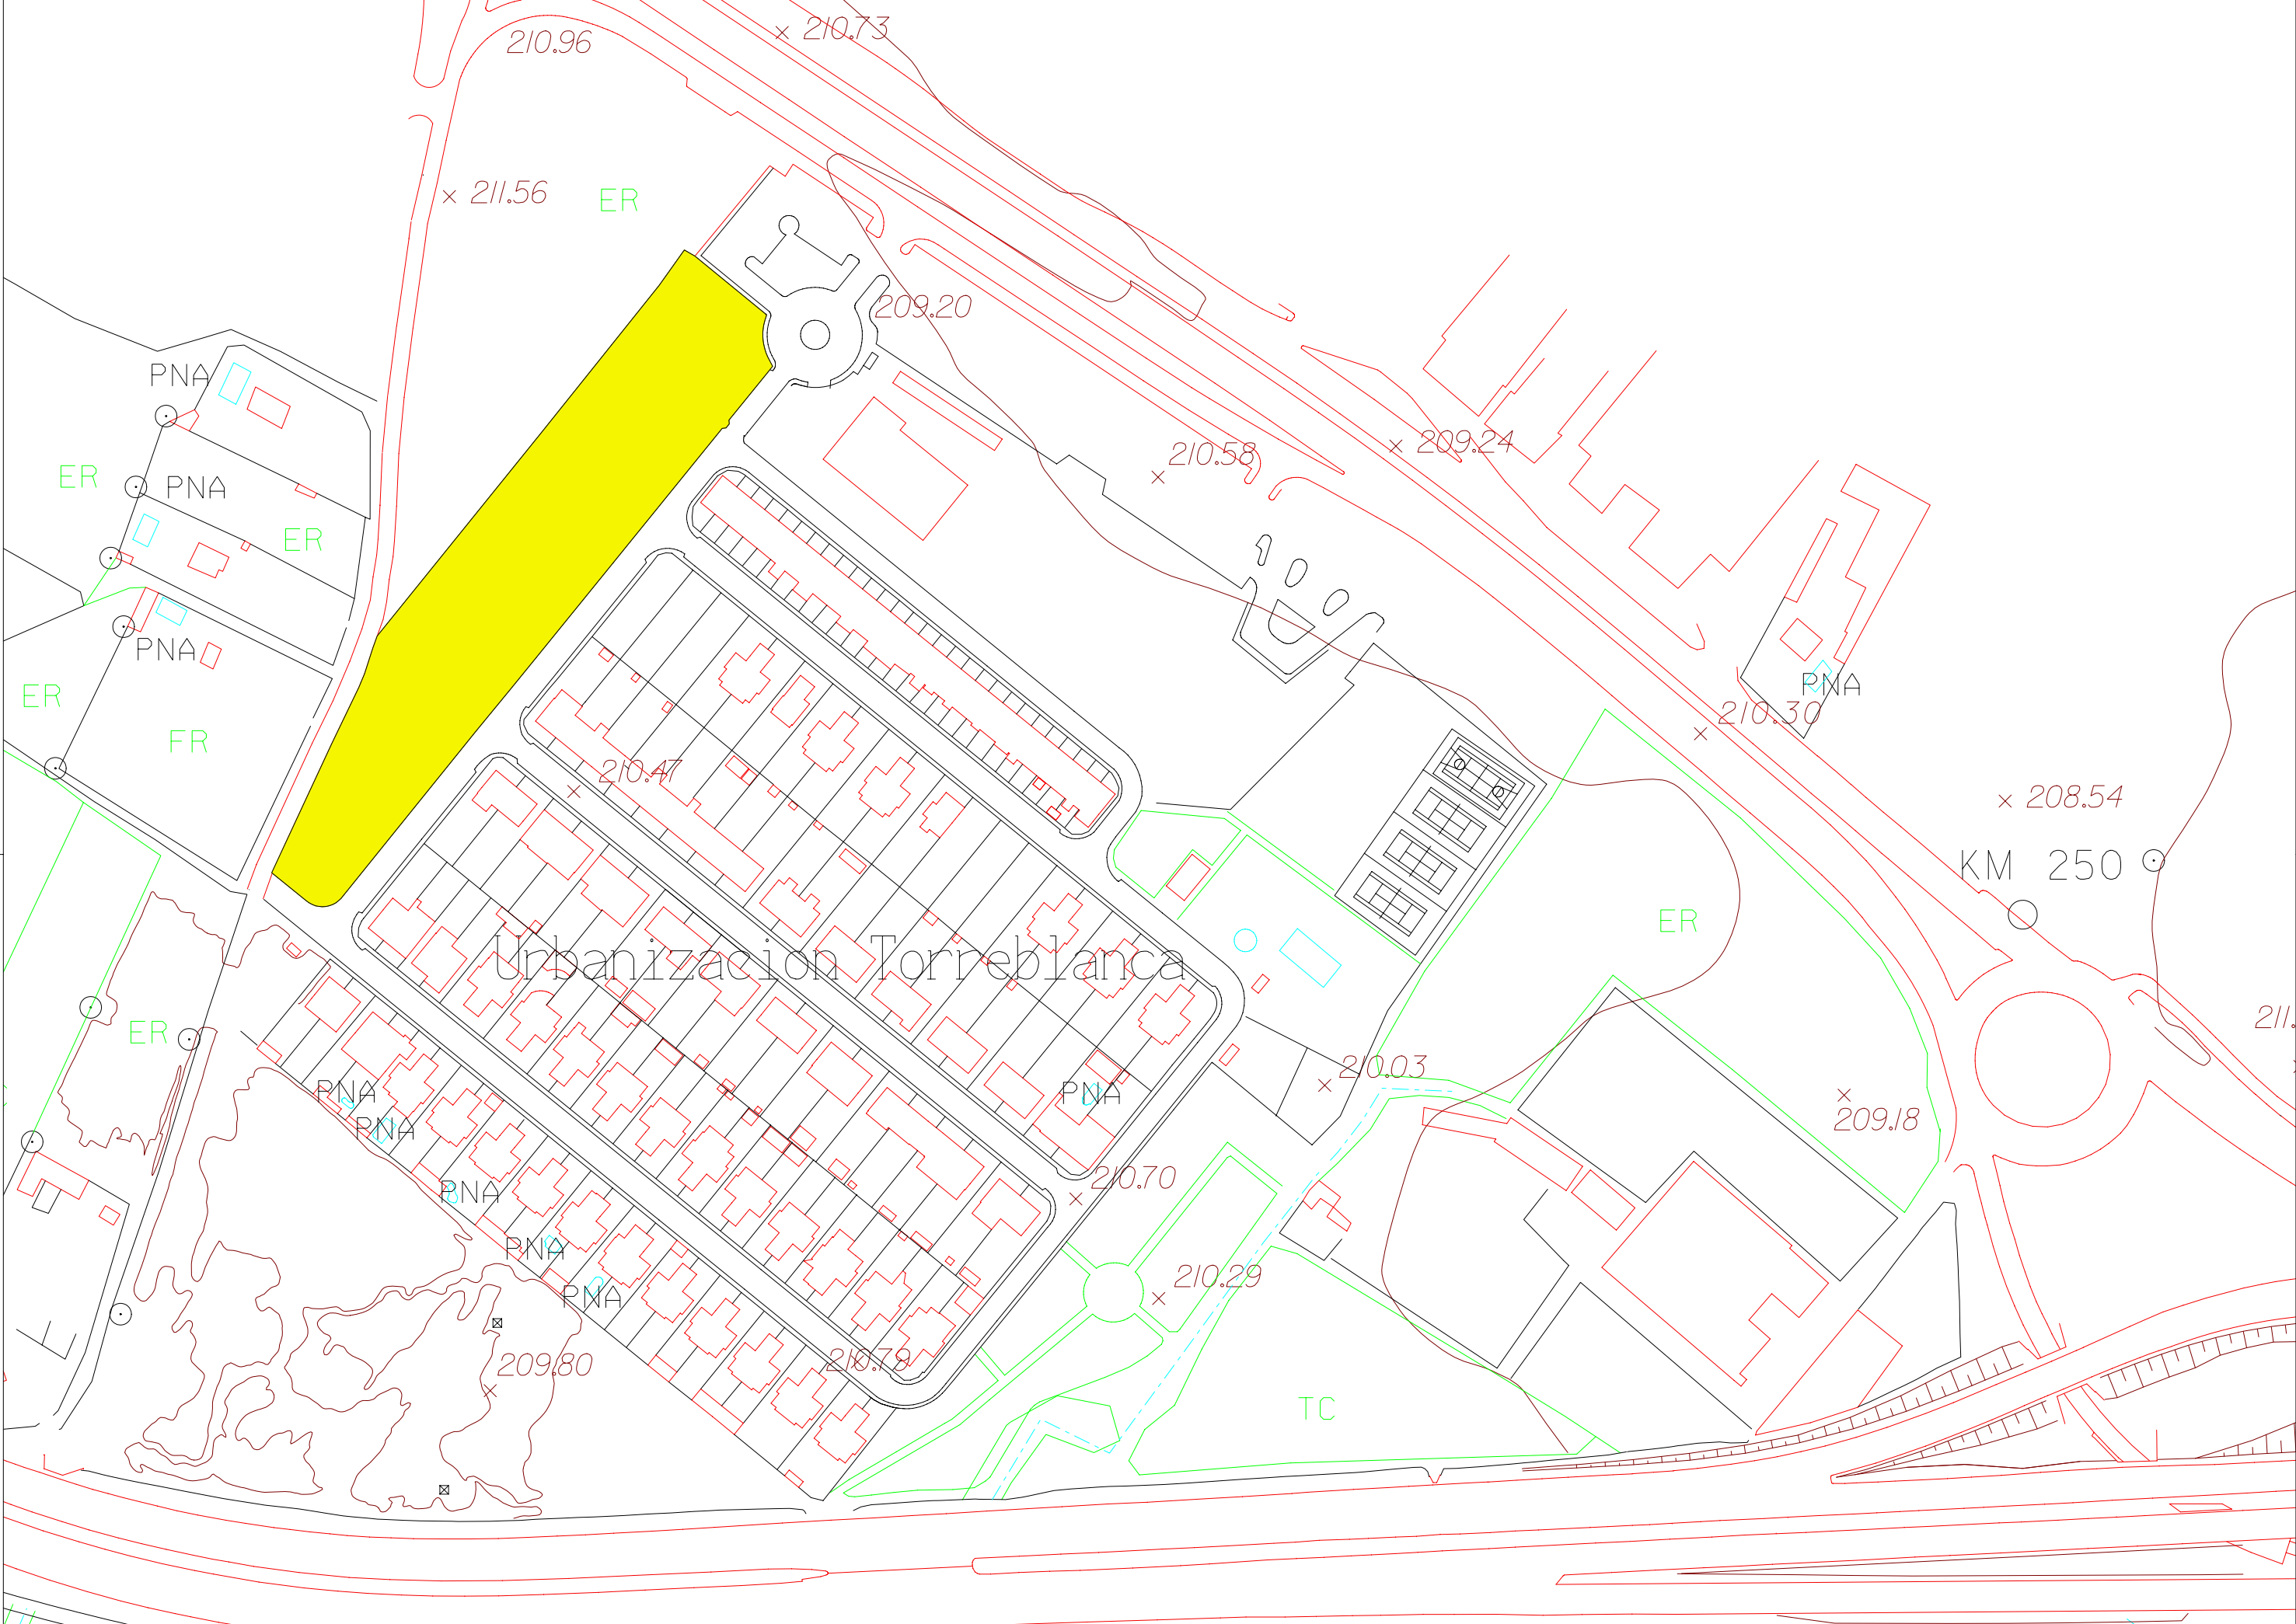 210.73
210.96
211.56
ER
209.20
PNA
209.24
210.58
ER
PNA
ER
PNA
ER
PNA
210.30
FR
210.47
208.54
KM 250
ER
Urbanizacion Torreblanca
211.
ER
210.03
PNA
PNA
209.18
PNA
210.70
PNA
PNA
210.29
PNA
209.80
210.79
TC